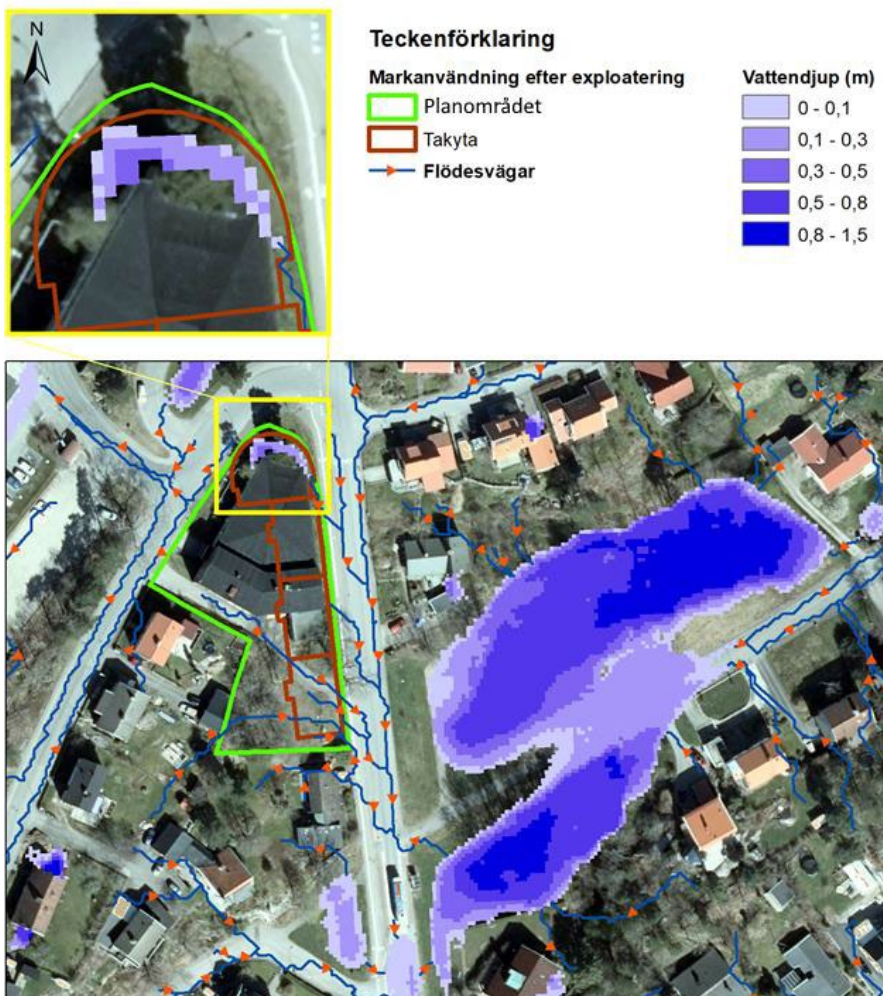 N
Teckenförklaring
Markanvändning efter exploatering
Planområdet
Takyta
Flödesvägar
Vattendjup (m)
0 - 0,1
0,1 - 0,3
0,3 - 0,5
0,5 - 0,8
0,8 - 1,5